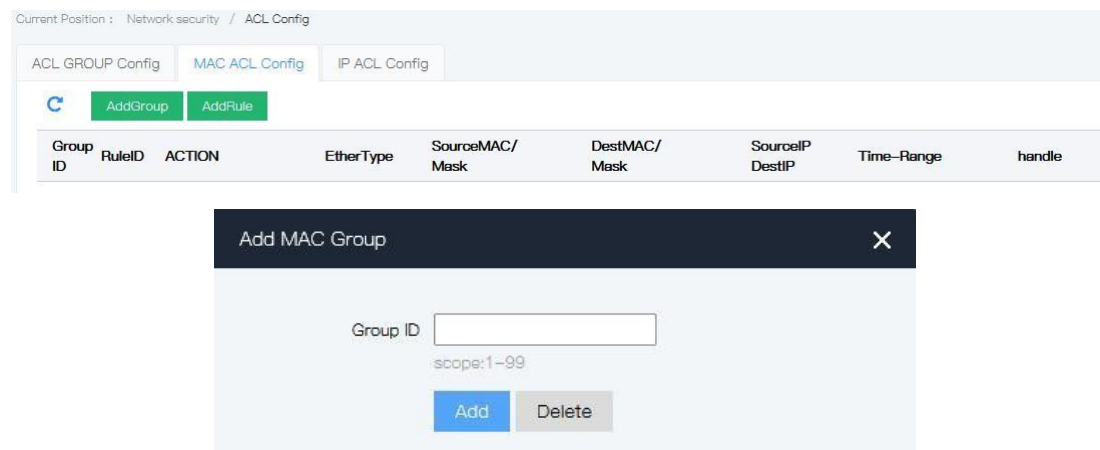 Current Position : Network security / ACL Config
ACL GROUP Config MAC ACL Config IP ACL Config
AddGroup AddRule
Group ID RuleID ACTION EtherType SourceMAC/ Mask DestMAC/ Mask SourceIP DestIP Time-Range handle
Add MAC Group
Group ID
scope:1-99
Add Delete